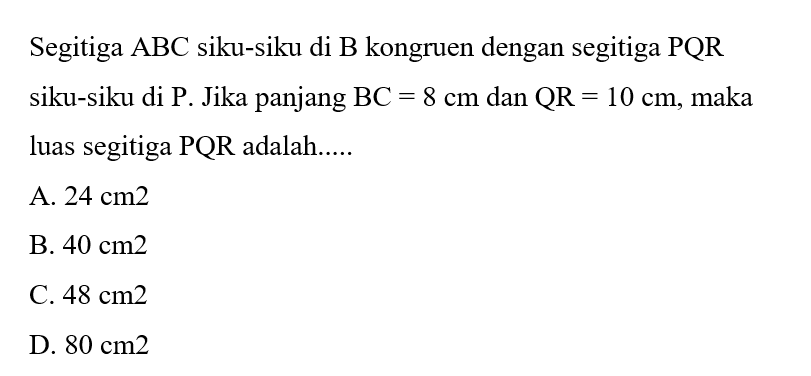 Segitiga ABC siku-siku di B kongruen dengan segitiga PQR
siku-siku di P. Jika panjang BC = 8 cm dan QR = 10 cm, maka
luas segitiga PQR adalah.....
A. 24 cm2
B. 40 cm2
C. 48 cm2
D. 80 cm2